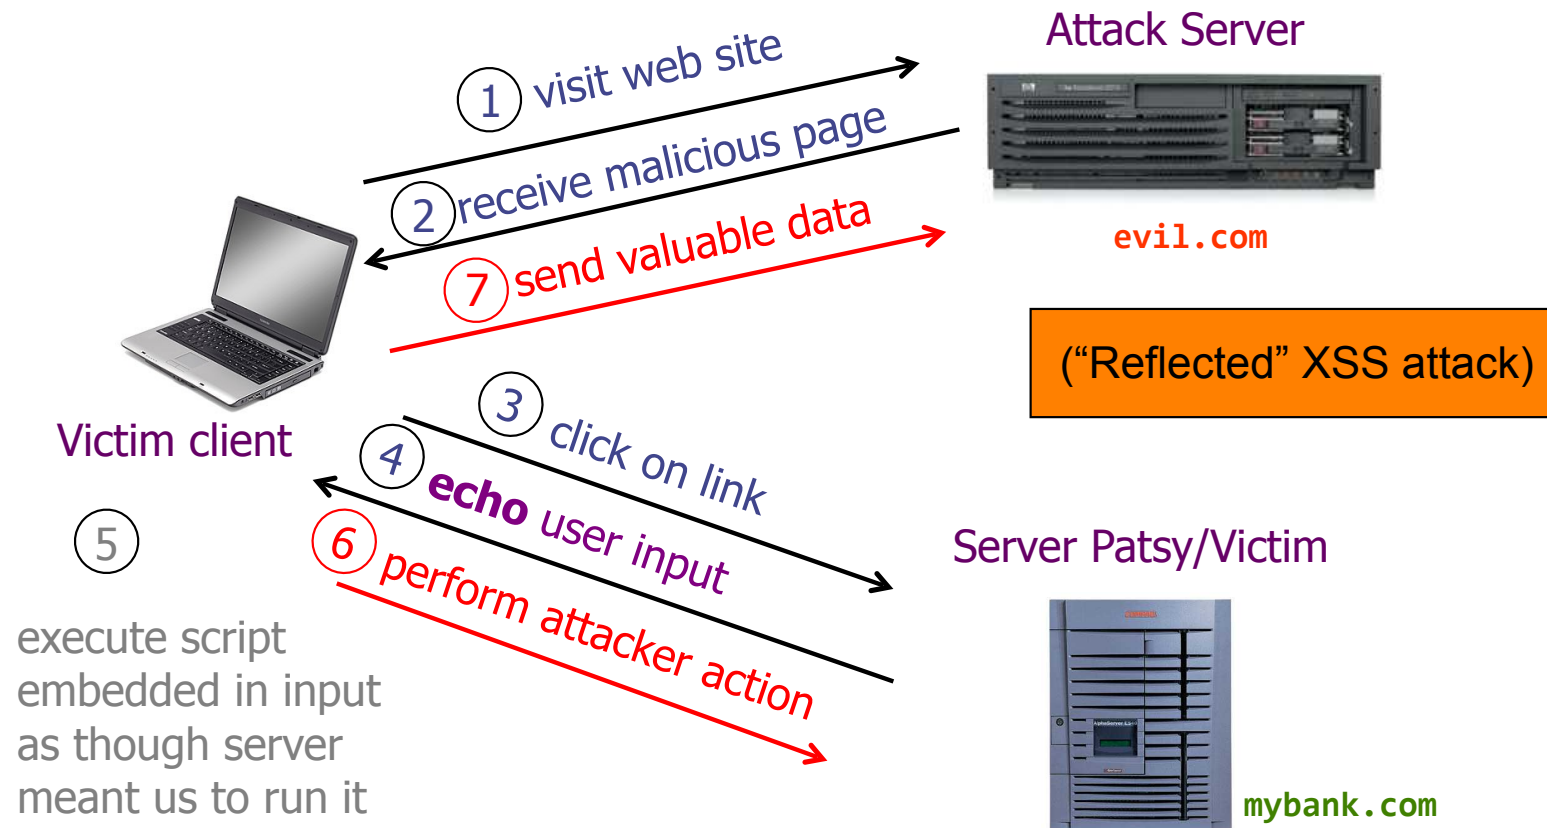 Attack Server
1 visit web site
2 receive malicious page
7 send valuable data
evil.com
(“Reflected” XSS attack)
Victim client
3 click on link
4 echo user input
6 perform attacker action
5
execute script
embedded in input
as though server
meant us to run it
Server Patsy/Victim
mybank.com